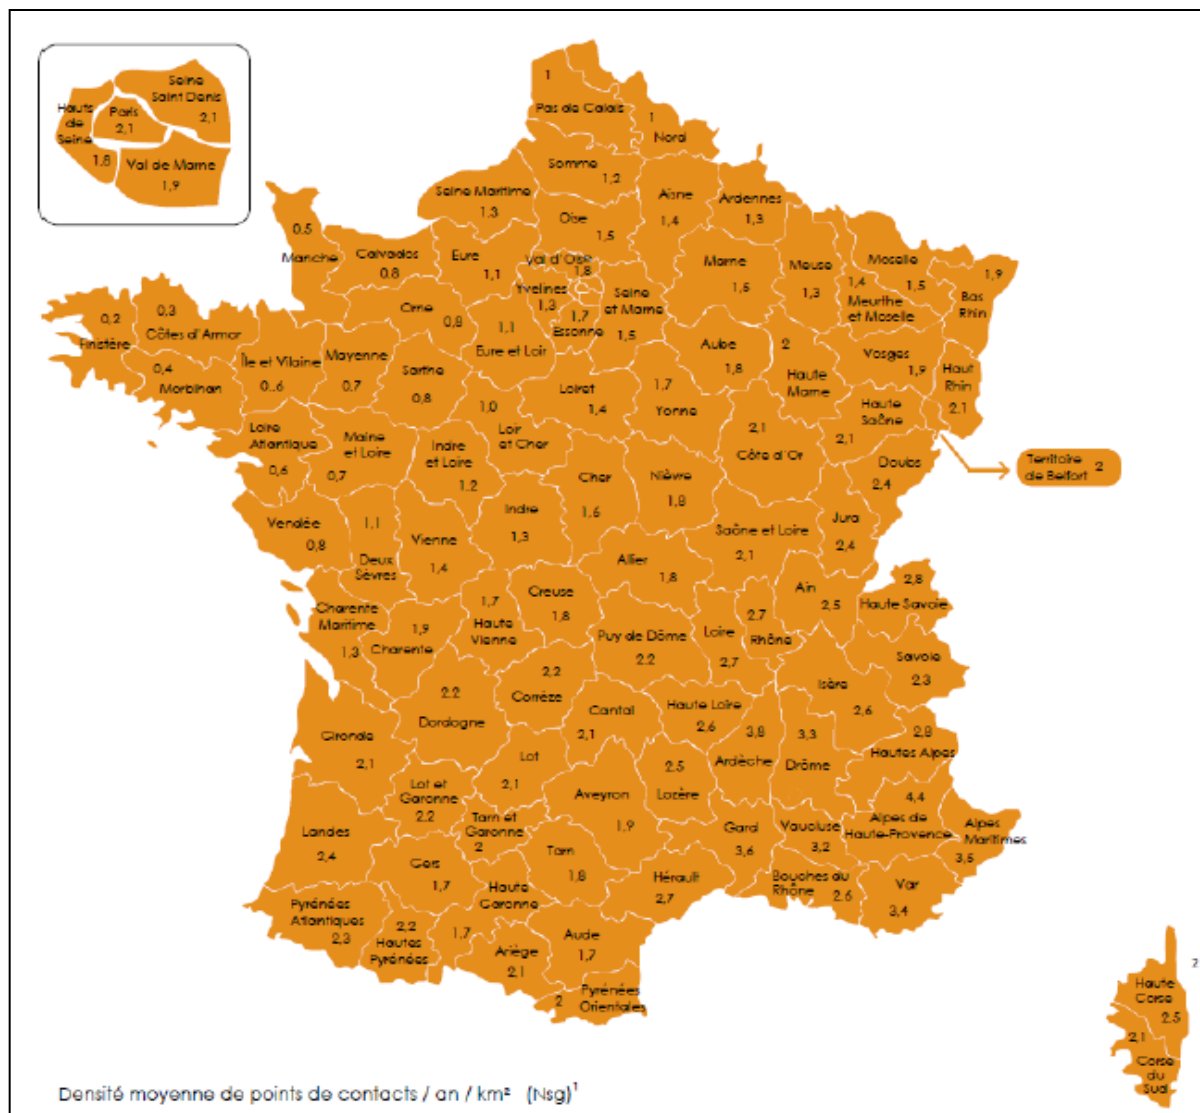 Seine
Saint Denis
2,1
Hauts
de
Seine
1,8
Paris
2,1
Val de Marne
1,9
1
Pas de Calais
1
Nord
Somme
1,2
Seine Maritime
1,3
Aisne
1,4
Ardennes
1,3
Oise
1,5
0.5
Manche
Calvados
0.8
Eure
1,1
Val d'Oise
1,8
Yvelines
1,3
1,7
Essonne
Seine
et Marne
1,5
Marne
1,5
Meuse
1,3
Moselle
1,5
1,4
Meurthe
et Moselle
1,9
Bas
Rhin
0,2
Finistère
0,3
Côtes d'Armor
0,4
Morbihan
Île et Vilaine
0..6
Mayenne
0,7
Orne
0,8
Sarthe
0,8
1,1
Eure et Loir
1,0
Loir
et Cher
Loiret
1,4
1,7
Yonne
Aube
1,8
2
Haute
Marne
Vosges
1,9
Haut
Rhin
2,1
Haute
Saône
2,1
Territoire
de Belfort 2
Loire
Atlantique
0,6
Maine
et Loire
0,7
Indre
et Loire
1.2
Cher
1,6
Nièvre
1,8
2,1
Côte d'Or
Doubs
2,4
Vendée
0,8
1,1
Deux
Sèvres
Vienne
1,4
Indre
1,3
Allier
1,8
Saône et Loire
2,1
Jura
2,4
Charente
Maritime
1,3
1,9
Charente
1,7
Haute
Vienne
Creuse
1,8
Puy de Dôme
2.2
Loire
2,7
2.7
Rhône
Ain
2,5
2,8
Haute Savoie
Savoie
2.3
Isère
2,6
Gironde
2,1
2.2
Dordogne
2,2
Corrèze
Cantal
2,1
Haute Loire
2,6
3,8
Ardèche
3,3
Drôme
2,8
Hautes Alpes
Lot
2,1
Lot et
Garonne
2.2
Tarn et
Garonne
2
Aveyron
1,9
2.5
Lozère
Landes
2,4
Gers
1,7
Tarn
1,8
Hérault
2,7
Gard
3,6
Vaucluse
3,2
4,4
Alpes de
Haute-Provence
Alpes
Maritimes
3,5
Bouches du
Rhône
2.6
Var
3,4
Pyrénées
Atlantiques
2,3
2,2
Hautes
Pyrénées
Haute
Garonne
1,7
Ariège
2,1
Aude
1,7
2
Pyrénées
Orientales
Haute
Corse
2.5
2,1
Corse
du
Sud
2
Densité moyenne de points de contacts / an / km² (Nsg)¹